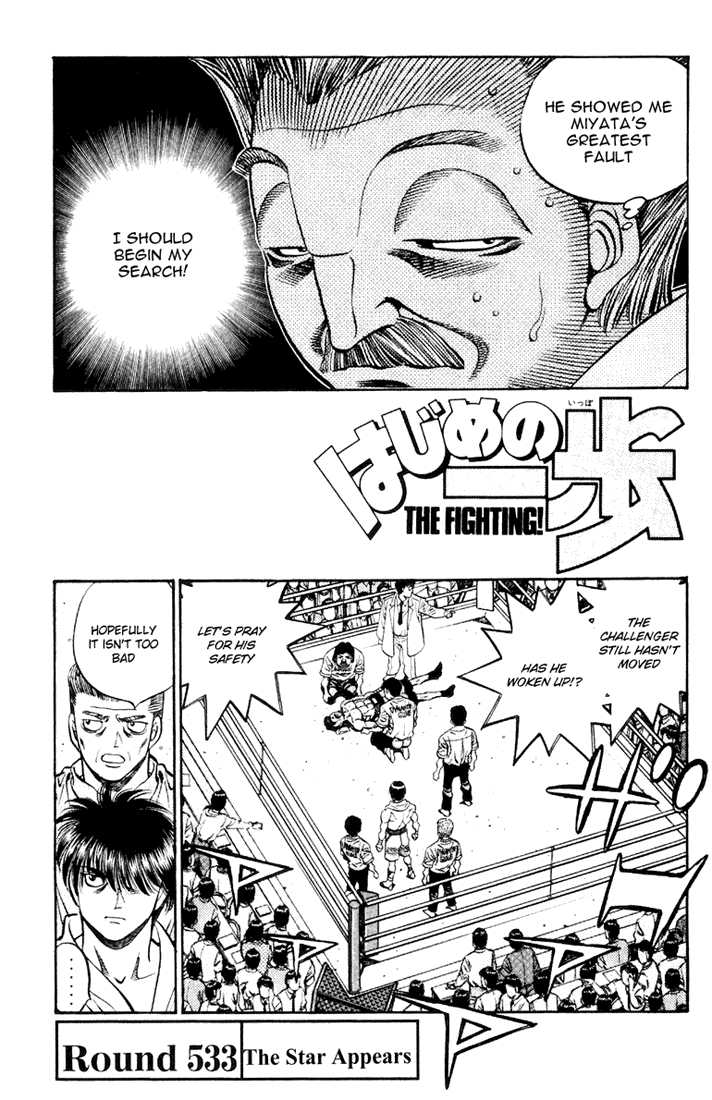 HE SHOWED ME
MIYATA'S
GREATEST
FAULT
I SHOULD
BEGIN MY
SEARCH!
いっぽ
はじめの一歩
THE FIGHTING!
THE
CHALLENGER
STILL HASN'T
MOVED
HAS HE
WOKEN UP!?
LET'S PRAY
FOR HIS
SAFETY
HOPEFULLY
IT ISN'T TOO
BAD
......
Round 533
The Star Appears